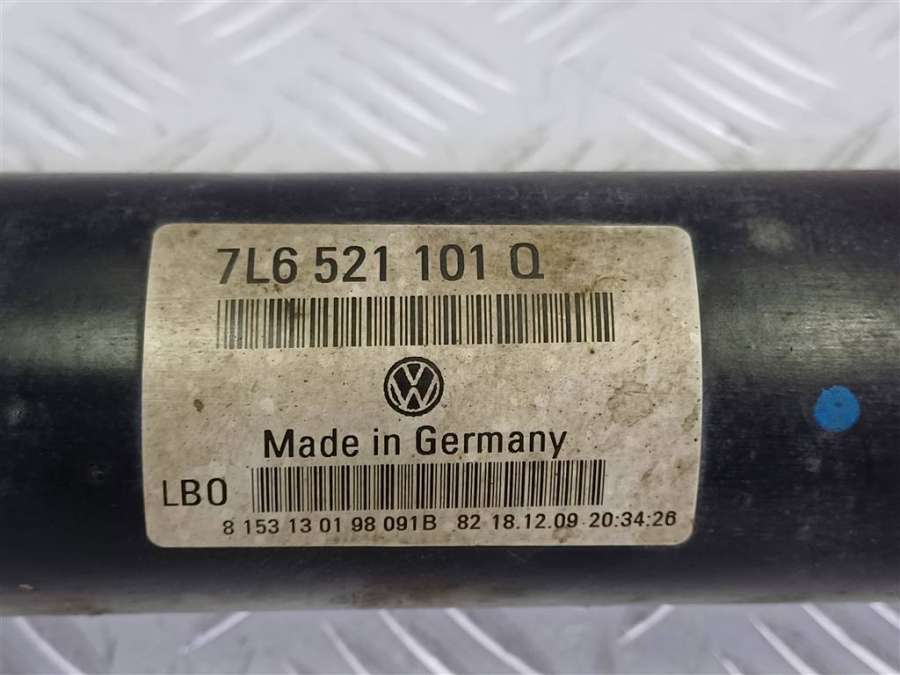 7L6 521 101 Q
Made in Germany
LB0
8 153 13 01 98 091B 82 18.12.09 20:34:26